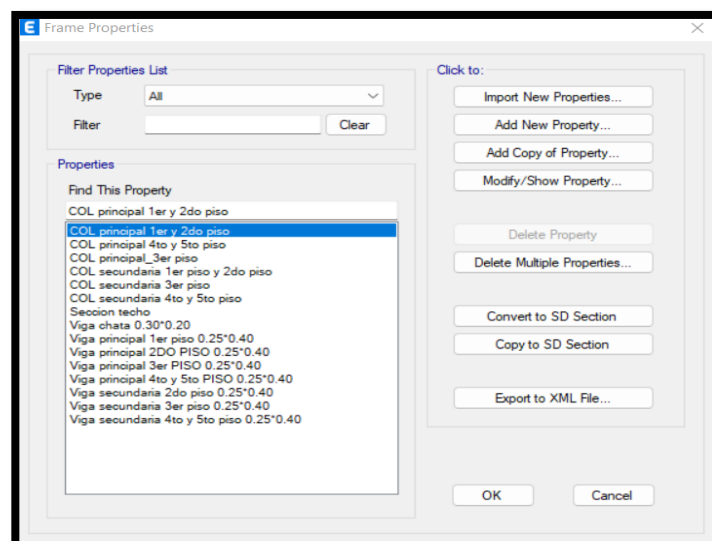 E Frame Properties
Filter Properties List
Type All
Filter Clear
Properties
Find This Property
COL principal 1er y 2do piso
COL principal 1er y 2do piso
COL principal 4to y 5to piso
COL principal_3er piso
COL secundaria 1er piso y 2do piso
COL secundaria 3er piso
COL secundaria 4to y 5to piso
Seccion techo
Viga chata 0.30*0.20
Viga principal 1er piso 0.25*0.40
Viga principal 2DO PISO 0.25*0.40
Viga principal 3er PISO 0.25*0.40
Viga principal 4to y 5to PISO 0.25*0.40
Viga secundaria 2do piso 0.25*0.40
Viga secundaria 3er piso 0.25*0.40
Viga secundaria 4to y 5to piso 0.25*0.40
Click to:
Import New Properties...
Add New Property...
Add Copy of Property...
Modify/Show Property...
Delete Property
Delete Multiple Properties...
Convert to SD Section
Copy to SD Section
Export to XML File...
OK Cancel